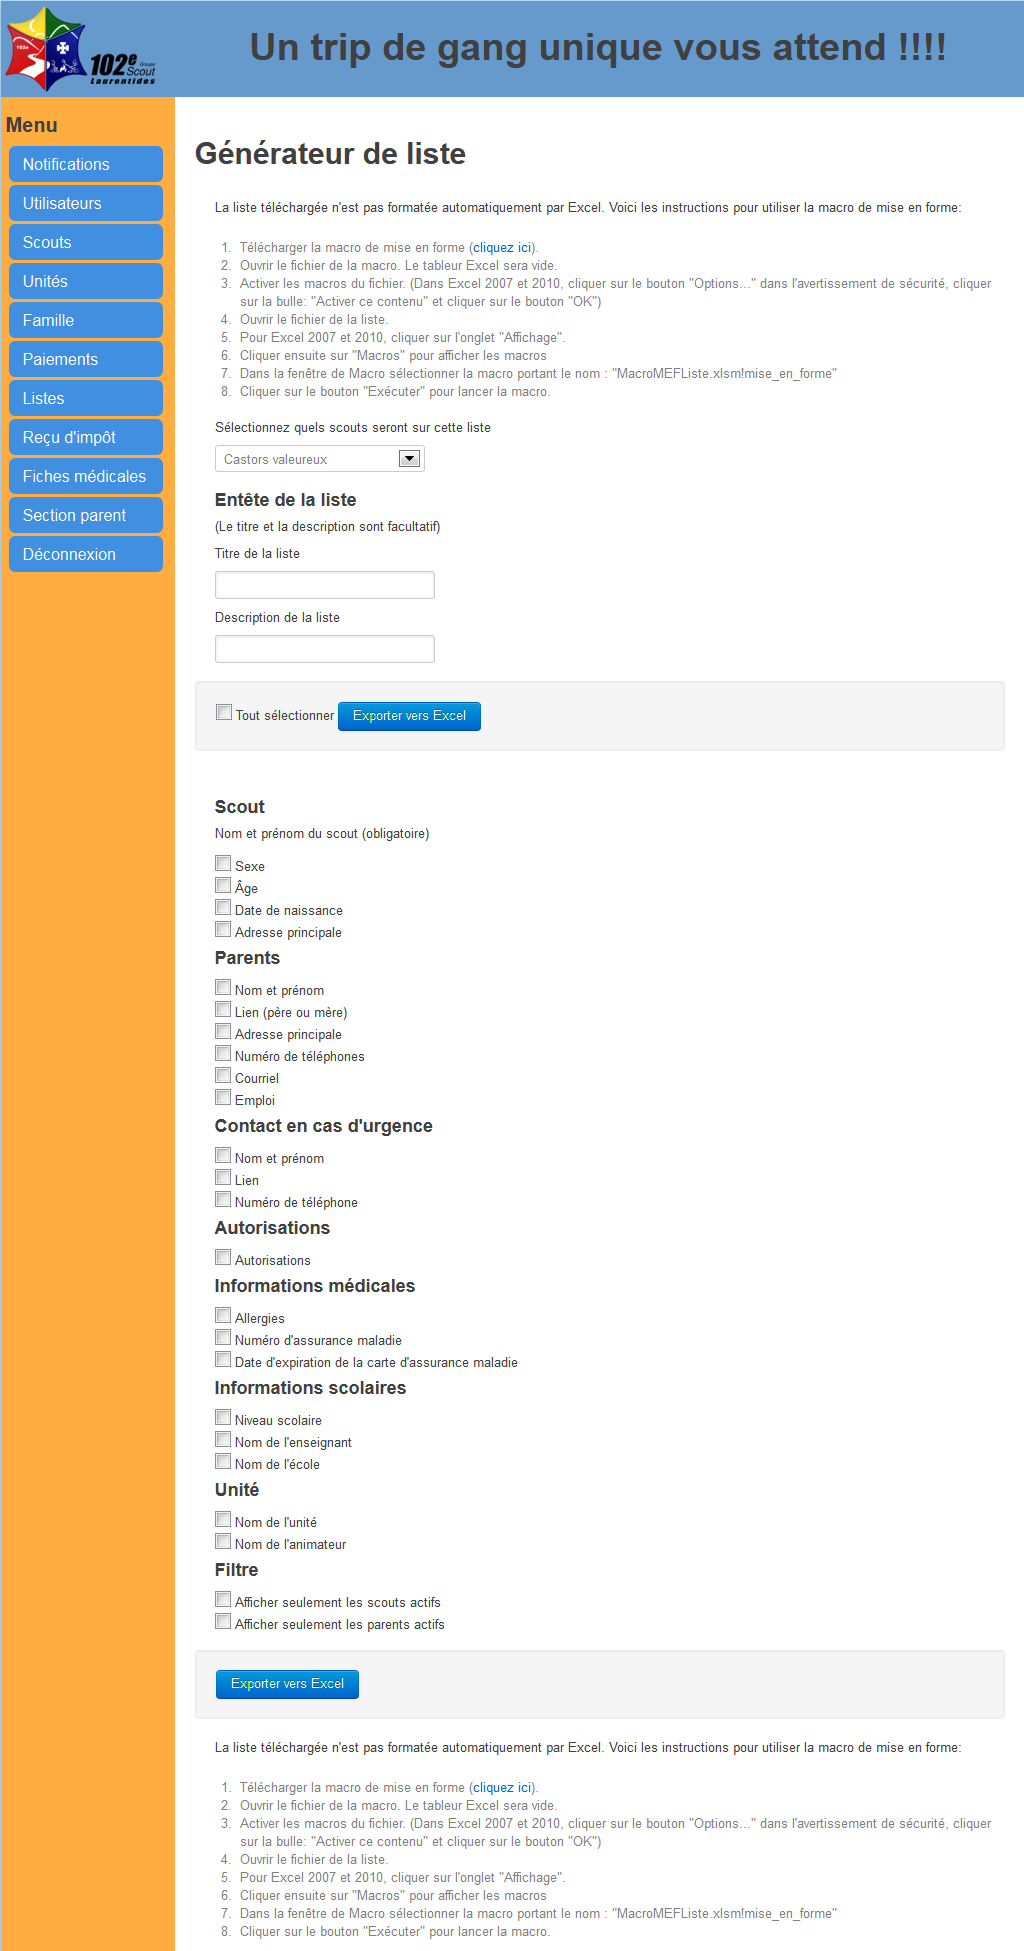 102e
102e Groupe
Scout
Laurentides
Un trip de gang unique vous attend !!!!
Menu
Notifications
Utilisateurs
Scouts
Unités
Famille
Paiements
Listes
Reçu d'impôt
Fiches médicales
Section parent
Déconnexion
Générateur de liste
La liste téléchargée n'est pas formatée automatiquement par Excel. Voici les instructions pour utiliser la macro de mise en forme:
1. Télécharger la macro de mise en forme (cliquez ici).
2. Ouvrir le fichier de la macro. Le tableur Excel sera vide.
3. Activer les macros du fichier. (Dans Excel 2007 et 2010, cliquer sur le bouton "Options..." dans l'avertissement de sécurité, cliquer
sur la bulle: "Activer ce contenu" et cliquer sur le bouton "OK")
4. Ouvrir le fichier de la liste.
5. Pour Excel 2007 et 2010, cliquer sur l'onglet "Affichage".
6. Cliquer ensuite sur "Macros" pour afficher les macros
7. Dans la fenêtre de Macro sélectionner la macro portant le nom : "MacroMEFListe.xlsm!mise_en_forme"
8. Cliquer sur le bouton "Exécuter" pour lancer la macro.
Sélectionnez quels scouts seront sur cette liste
Castors valeureux
Entête de la liste
(Le titre et la description sont facultatif)
Titre de la liste
Description de la liste
Tout sélectionner Exporter vers Excel
Scout
Nom et prénom du scout (obligatoire)
Sexe
Âge
Date de naissance
Adresse principale
Parents
Nom et prénom
Lien (père ou mère)
Adresse principale
Numéro de téléphones
Courriel
Emploi
Contact en cas d'urgence
Nom et prénom
Lien
Numéro de téléphone
Autorisations
Autorisations
Informations médicales
Allergies
Numéro d'assurance maladie
Date d'expiration de la carte d'assurance maladie
Informations scolaires
Niveau scolaire
Nom de l'enseignant
Nom de l'école
Unité
Nom de l'unité
Nom de l'animateur
Filtre
Afficher seulement les scouts actifs
Afficher seulement les parents actifs
Exporter vers Excel
La liste téléchargée n'est pas formatée automatiquement par Excel. Voici les instructions pour utiliser la macro de mise en forme:
1. Télécharger la macro de mise en forme (cliquez ici).
2. Ouvrir le fichier de la macro. Le tableur Excel sera vide.
3. Activer les macros du fichier. (Dans Excel 2007 et 2010, cliquer sur le bouton "Options..." dans l'avertissement de sécurité, cliquer
sur la bulle: "Activer ce contenu" et cliquer sur le bouton "OK")
4. Ouvrir le fichier de la liste.
5. Pour Excel 2007 et 2010, cliquer sur l'onglet "Affichage".
6. Cliquer ensuite sur "Macros" pour afficher les macros
7. Dans la fenêtre de Macro sélectionner la macro portant le nom : "MacroMEFListe.xlsm!mise_en_forme"
8. Cliquer sur le bouton "Exécuter" pour lancer la macro.